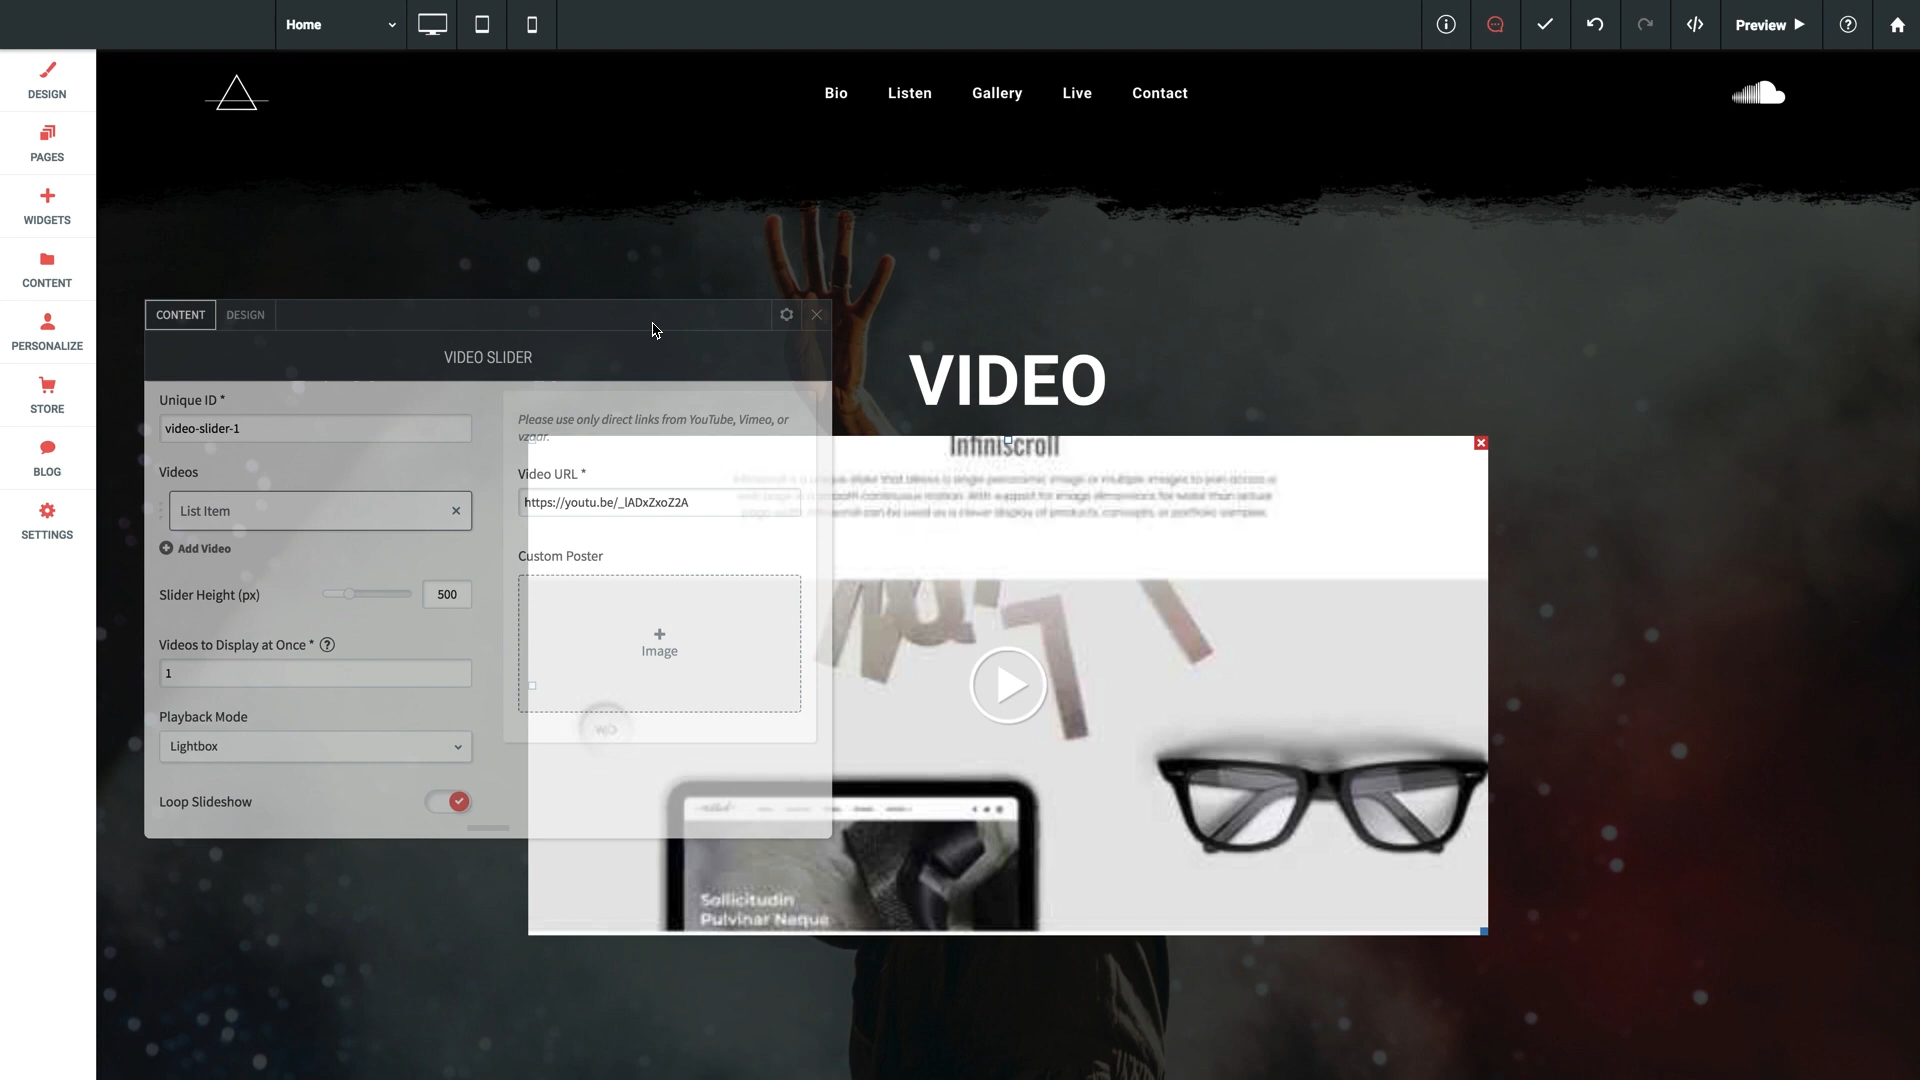 Home
Preview
DESIGN
PAGES
WIDGETS
CONTENT
PERSONALIZE
STORE
BLOG
SETTINGS
Bio
Listen
Gallery
Live
Contact
CONTENT
DESIGN
VIDEO SLIDER
Unique ID *
video-slider-1
Videos
List Item
Add Video
Slider Height (px)
500
Videos to Display at Once *
1
Playback Mode
Lightbox
Loop Slideshow
Please use only direct links from YouTube, Vimeo, or
vzaar.
Video URL *
https://youtu.be/_lADxZxoZ2A
Custom Poster
Image
VIDEO
Infiniscroll
Sollicitudin
Pulvinar Neque